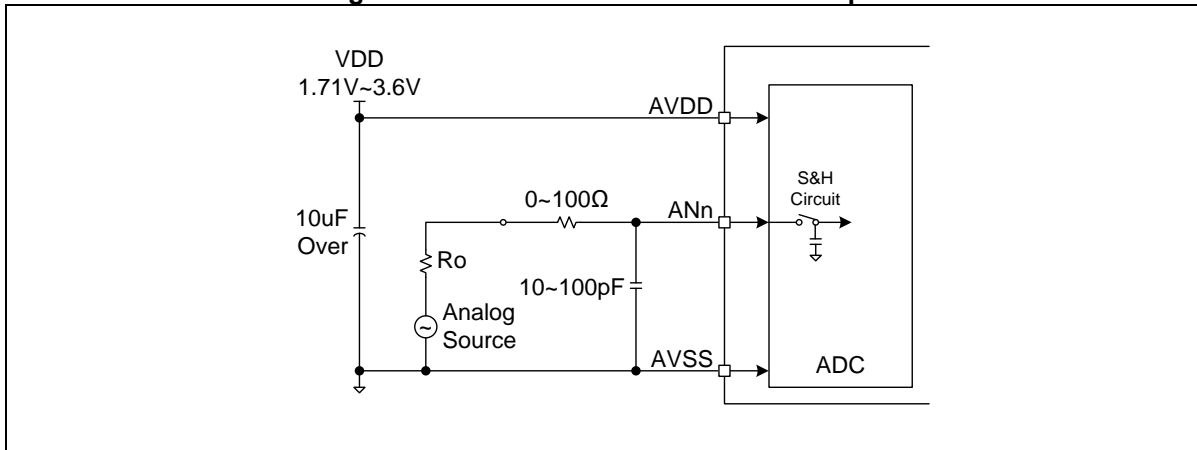 VDD
1.71V~3.6V
AVDD
S&H
Circuit
0~100Ω
ANn
10uF
Over
Ro
10~100pF
Analog
Source
AVSS
ADC